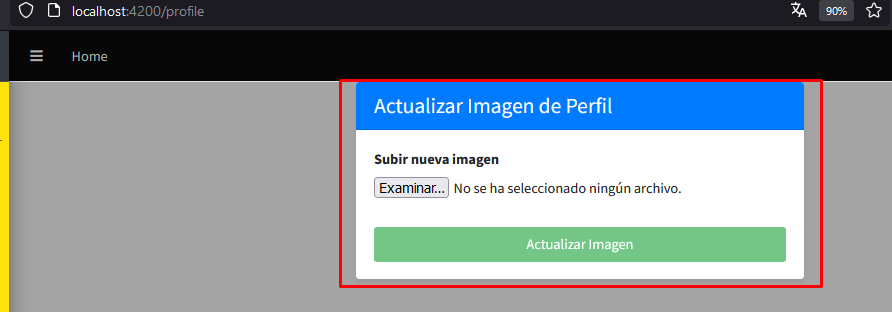 localhost:4200/profile
90%
Home
Actualizar Imagen de Perfil
Subir nueva imagen
Examinar... No se ha seleccionado ningún archivo.
Actualizar Imagen